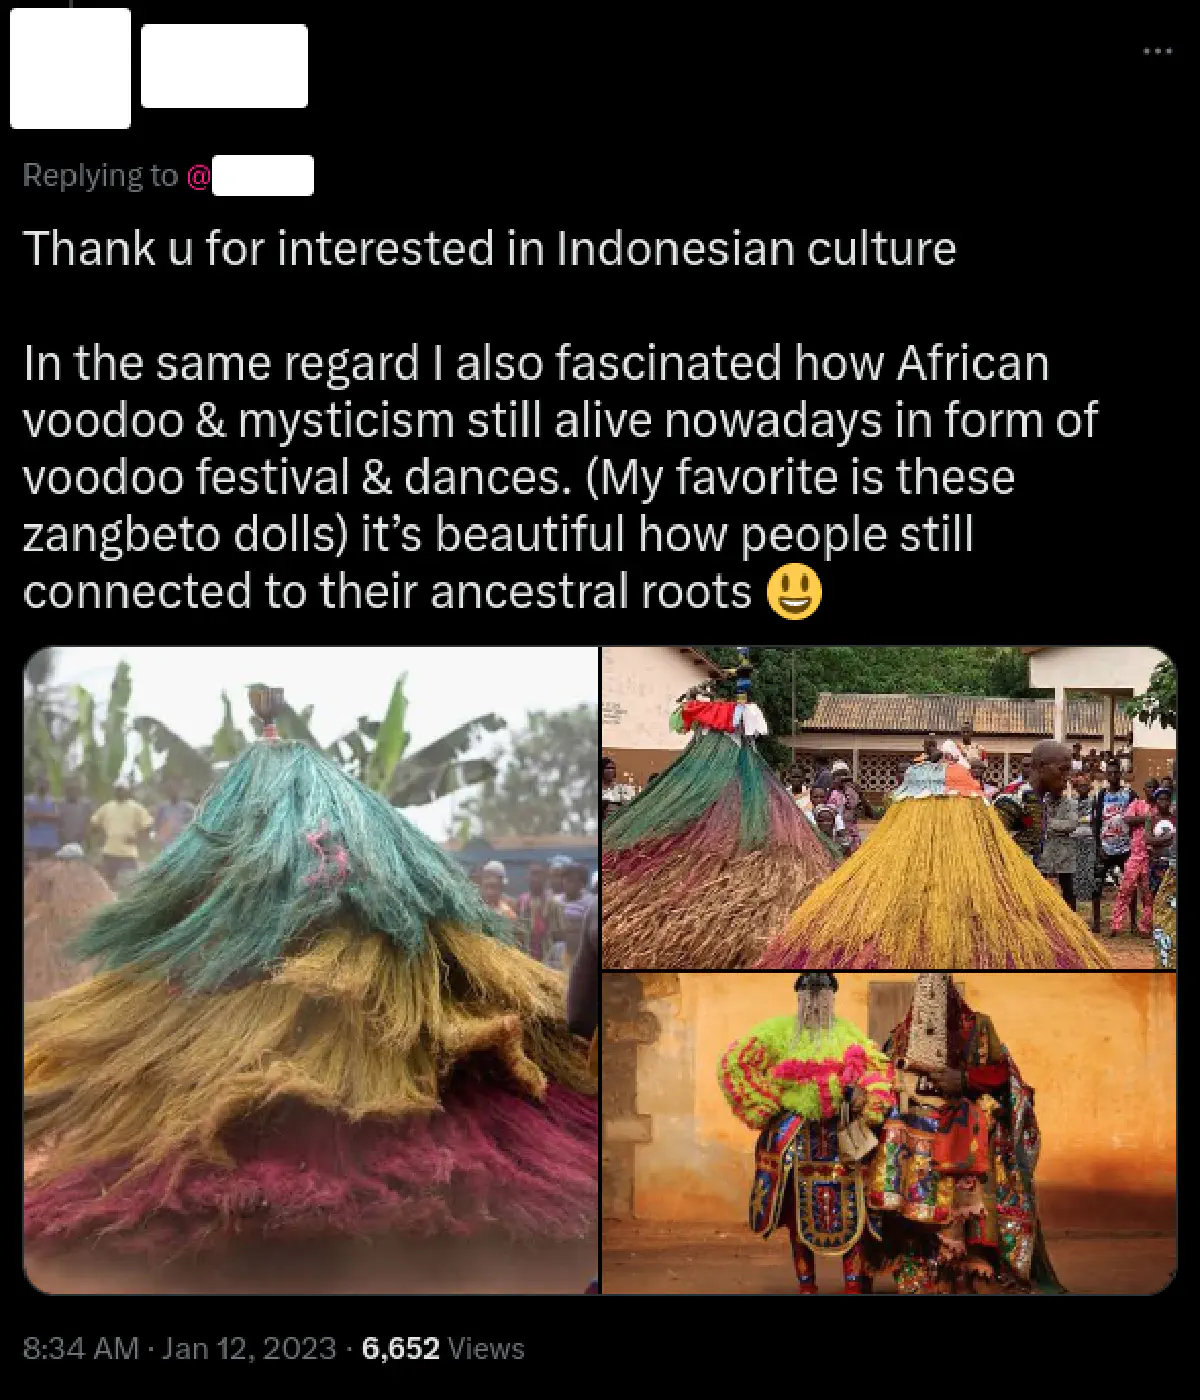 Replying to @
Thank u for interested in Indonesian culture
In the same regard I also fascinated how African
voodoo & mysticism still alive nowadays in form of
voodoo festival & dances. (My favorite is these
zangbeto dolls) it’s beautiful how people still
connected to their ancestral roots 😃
8:34 AM · Jan 12, 2023 · 6,652 Views